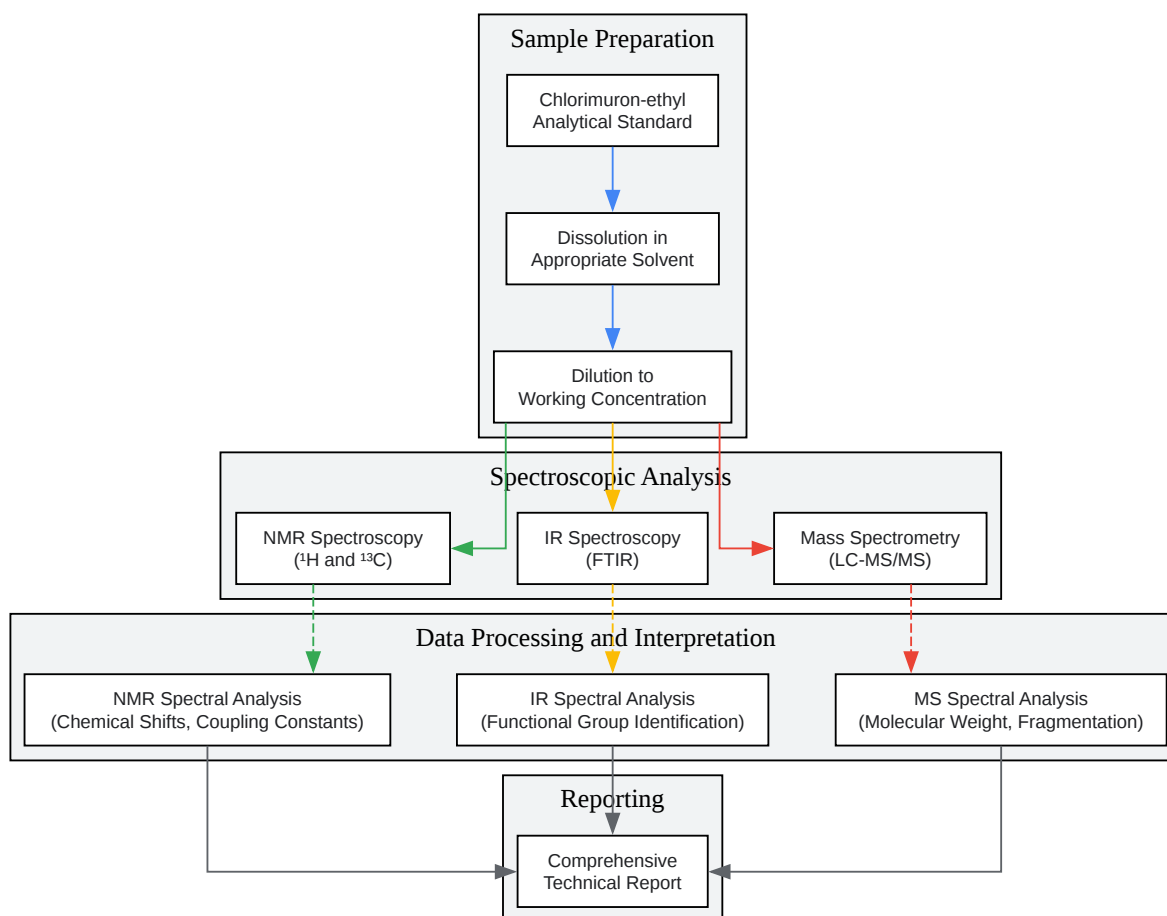 Sample Preparation
Chlorimuron-ethyl
Analytical Standard
Dissolution in
Appropriate Solvent
Dilution to
Working Concentration
Spectroscopic Analysis
NMR Spectroscopy
(¹H and ¹³C)
IR Spectroscopy
(FTIR)
Mass Spectrometry
(LC-MS/MS)
Data Processing and Interpretation
NMR Spectral Analysis
(Chemical Shifts, Coupling Constants)
IR Spectral Analysis
(Functional Group Identification)
MS Spectral Analysis
(Molecular Weight, Fragmentation)
Reporting
Comprehensive
Technical Report